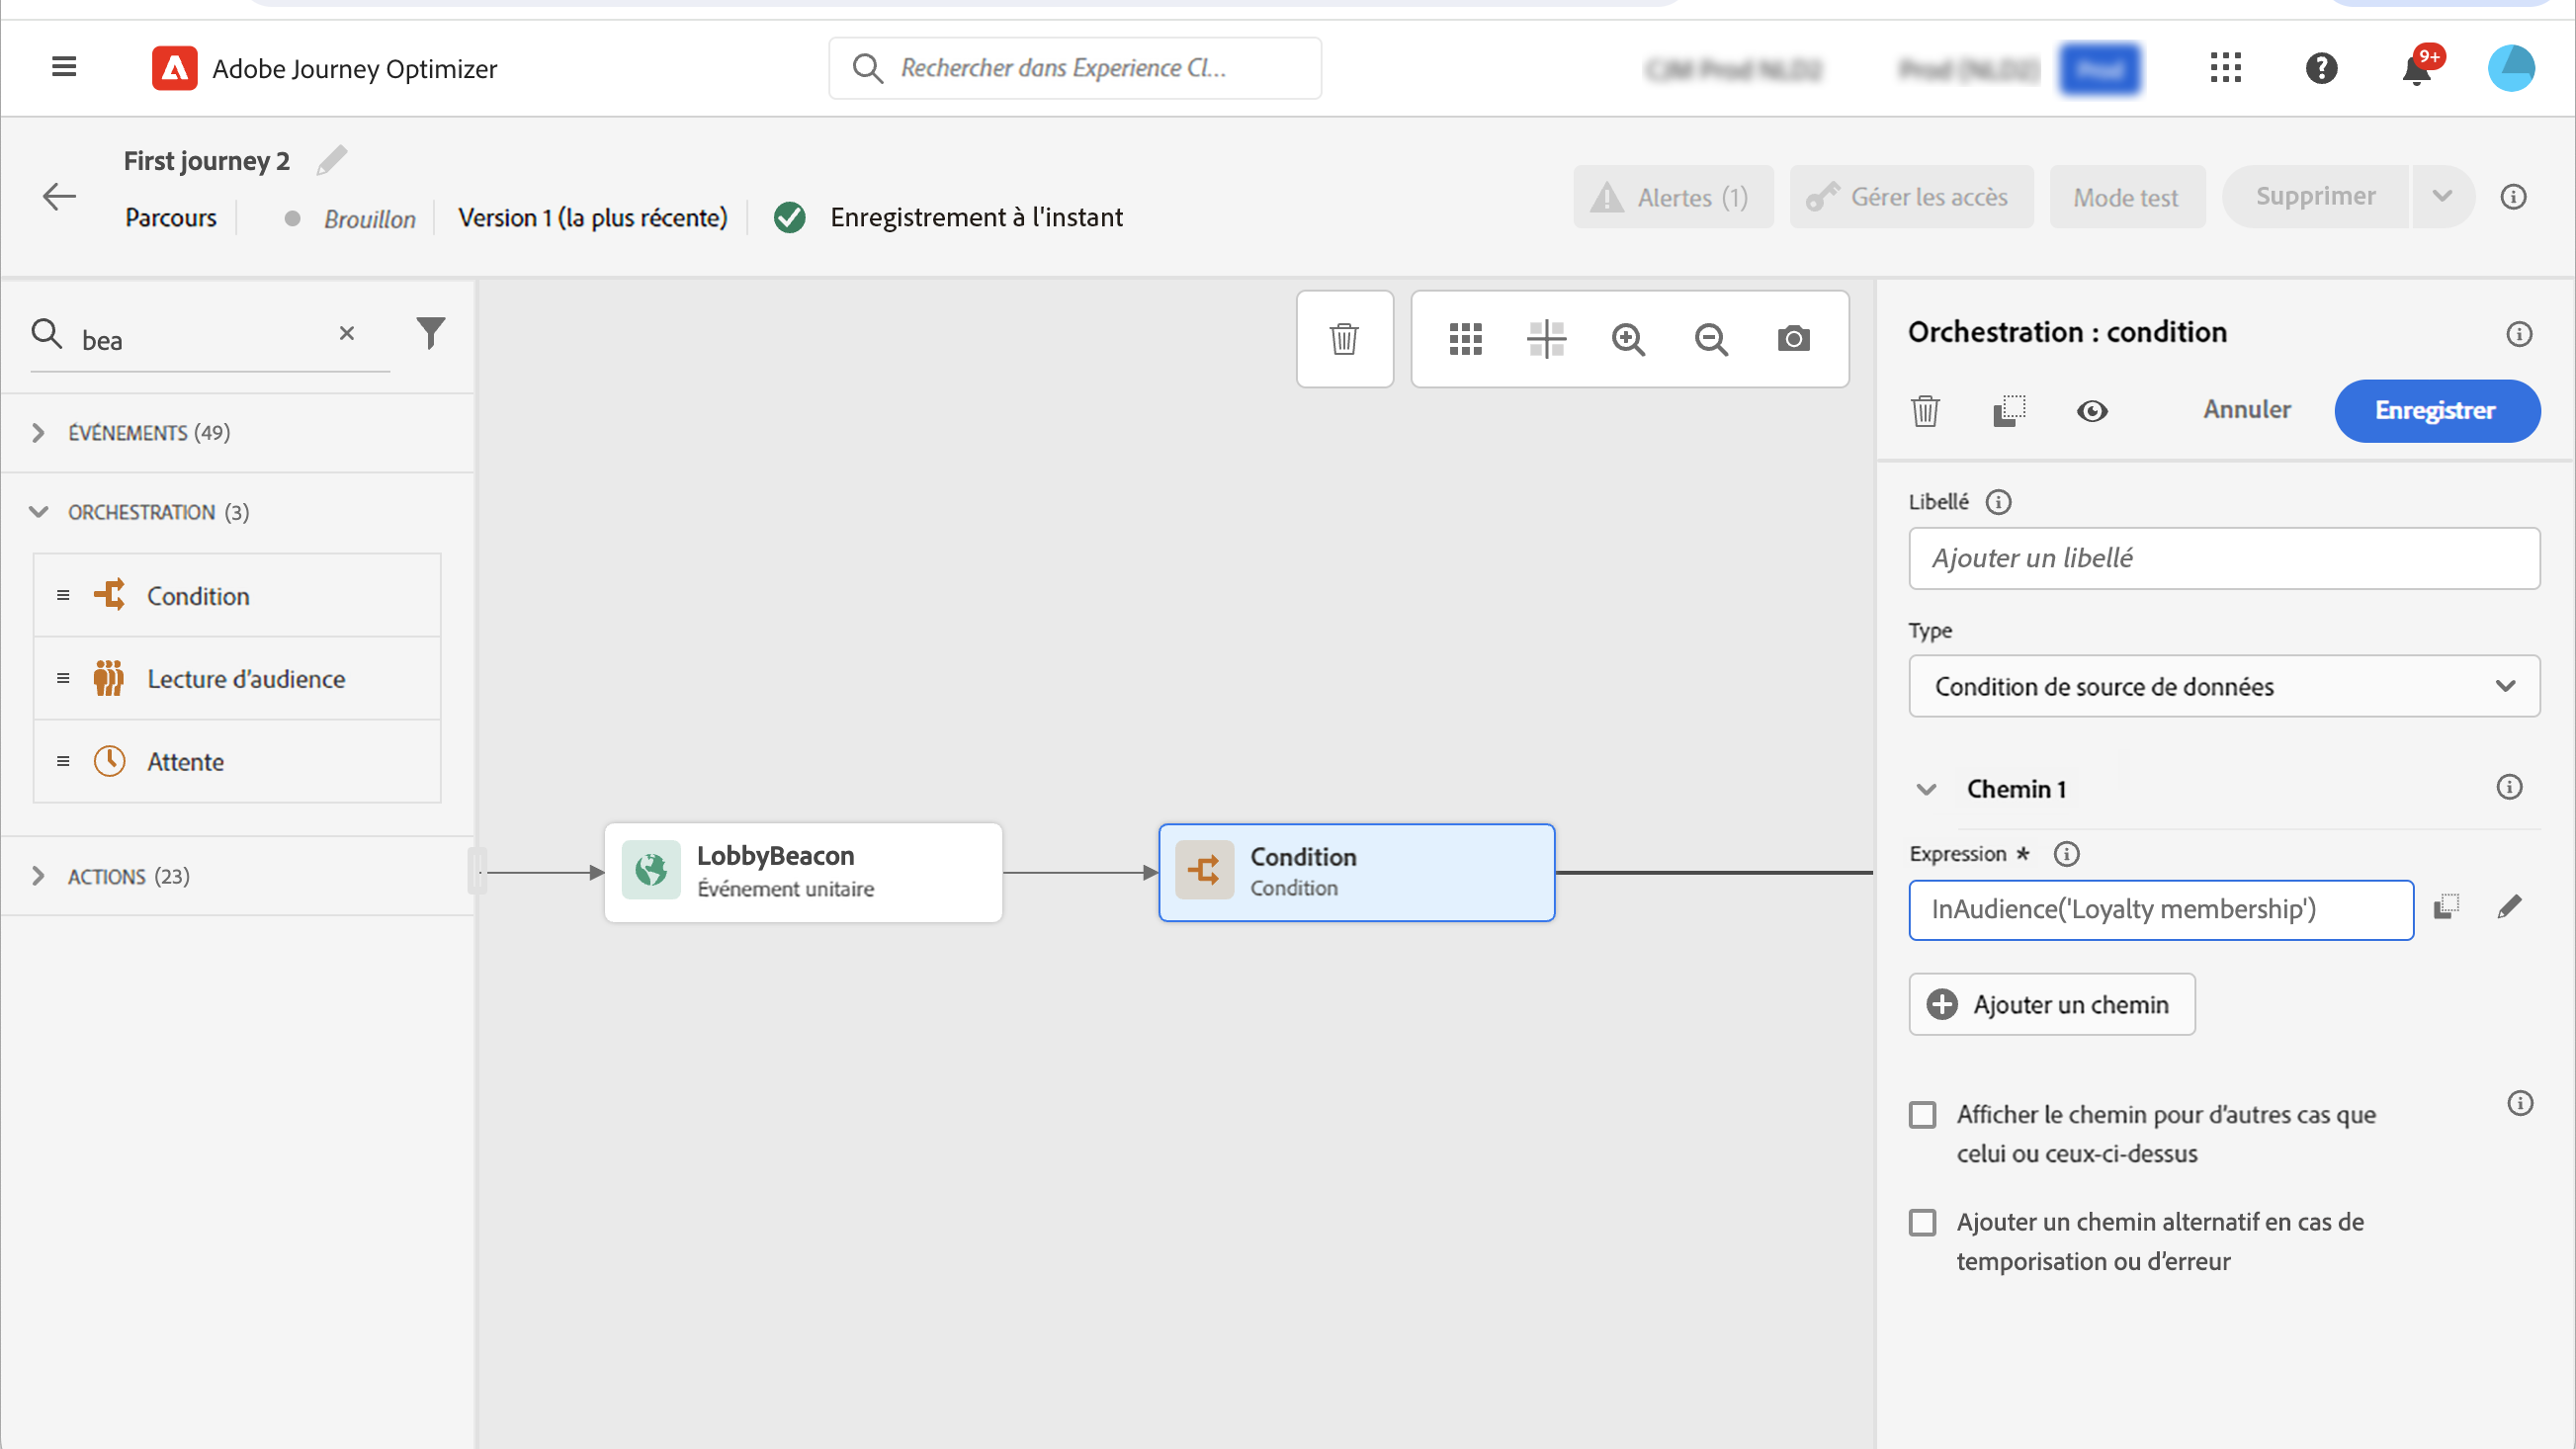 Adobe Journey Optimizer
Rechercher dans Experience Cl...
9+
First journey 2
Parcours
Brouillon
Version 1 (la plus récente)
Enregistrement à l'instant
Alertes (1)
Gérer les accès
Mode test
Supprimer
bea
ÉVÉNEMENTS (49)
ORCHESTRATION (3)
Condition
Lecture d'audience
Attente
ACTIONS (23)
LobbyBeacon
Événement unitaire
Condition
Condition
Orchestration : condition
Annuler
Enregistrer
Libellé
Ajouter un libellé
Type
Condition de source de données
Chemin 1
Expression *
InAudience('Loyalty membership')
Ajouter un chemin
Afficher le chemin pour d'autres cas que
celui ou ceux-ci-dessus
Ajouter un chemin alternatif en cas de
temporisation ou d'erreur